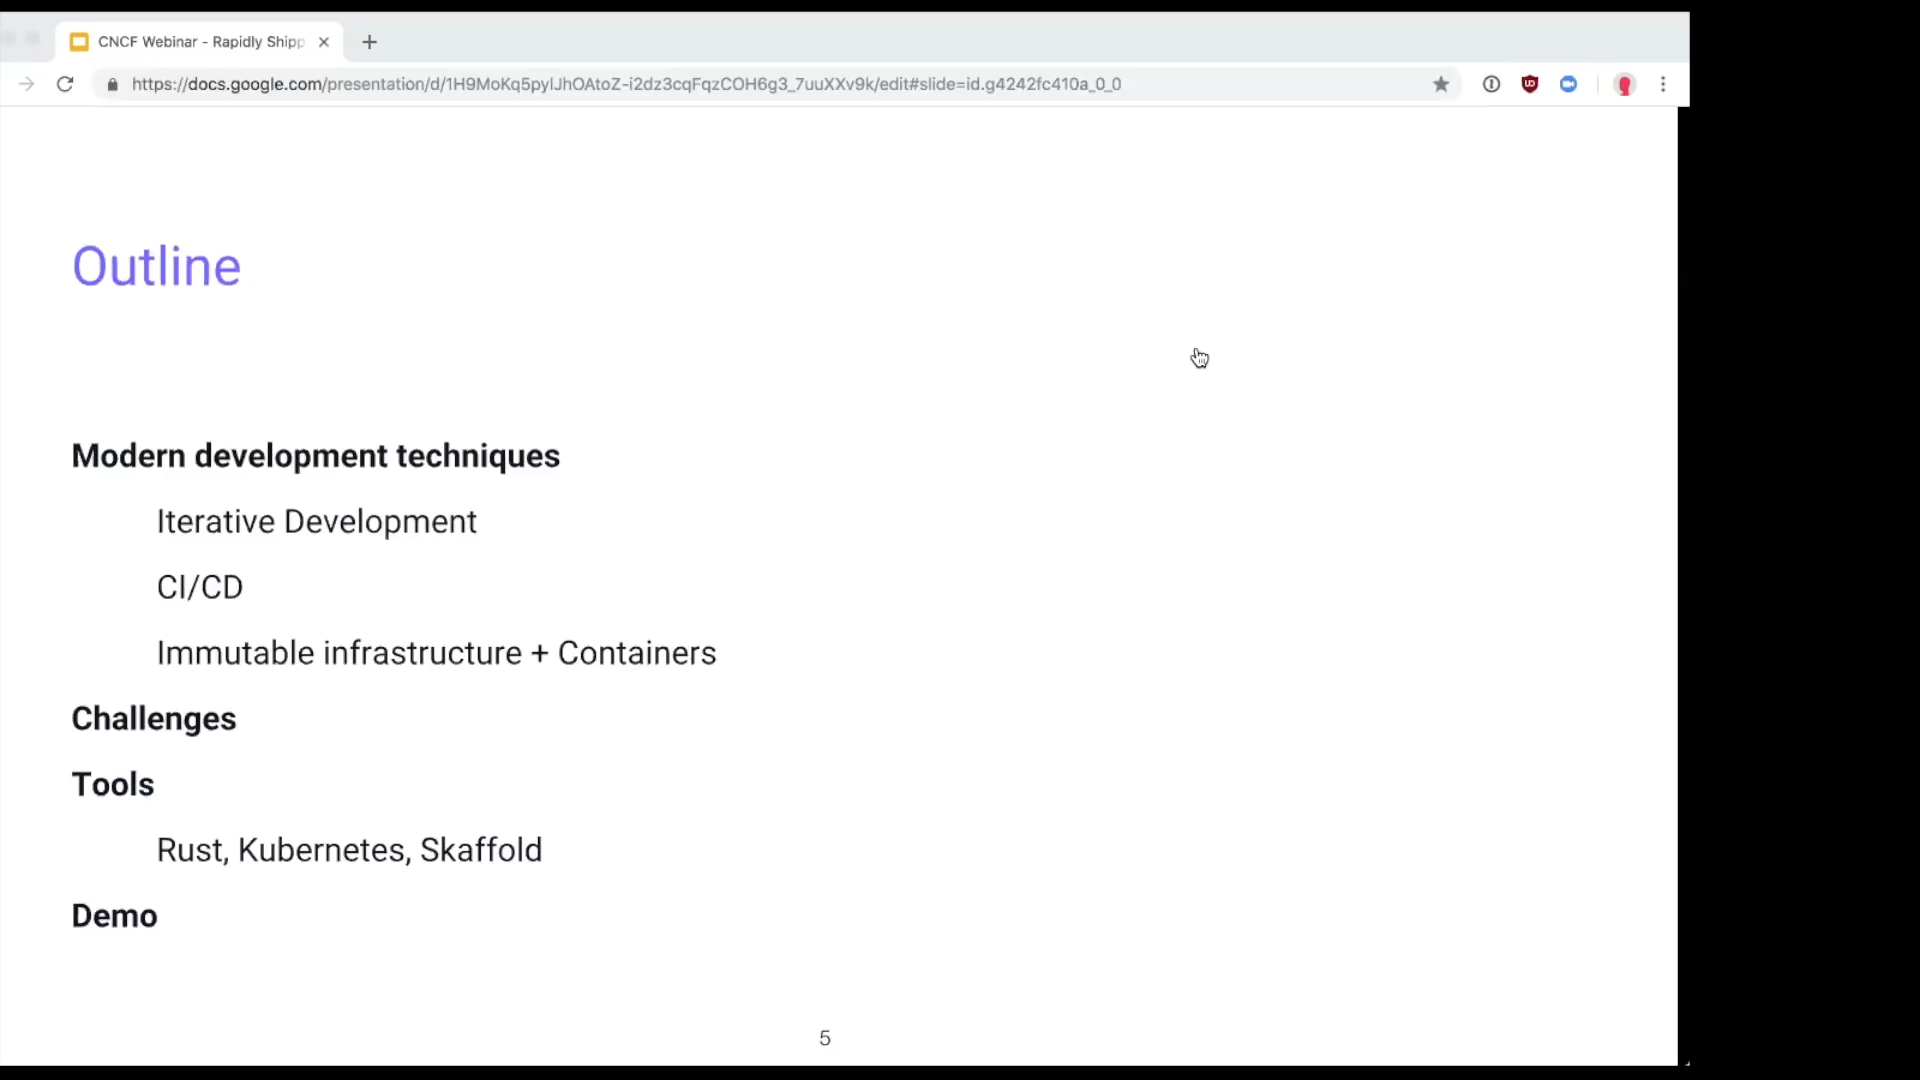 CNCF Webinar - Rapidly Shipp
https://docs.google.com/presentation/d/1H9MoKq5pylJhOAtoZ-i2dz3cqFqzCOH6g3_7uuXXv9k/edit#slide=id.g4242fc410a_0_0
Outline
Modern development techniques
Iterative Development
CI/CD
Immutable infrastructure + Containers
Challenges
Tools
Rust, Kubernetes, Skaffold
Demo
5